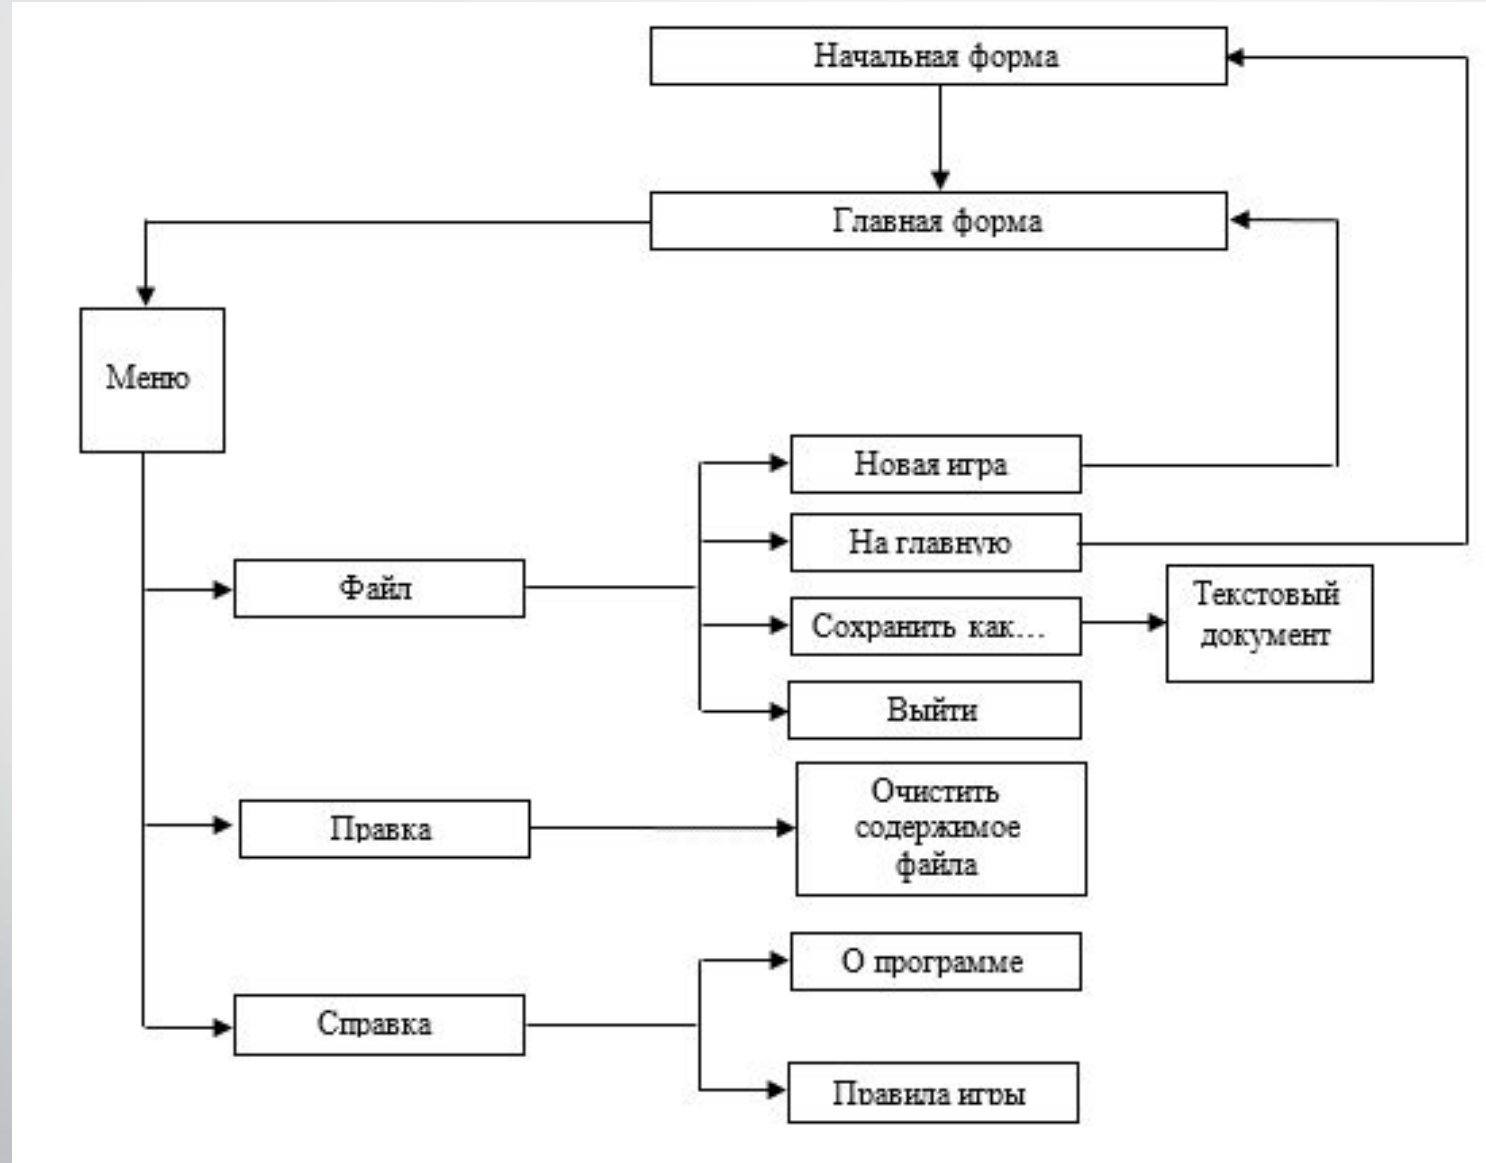 Начальная форма
Главная форма
Меню
Новая игра
На главную
Файл
Текстовый
документ
Сохранить как...
Выйти
Очистить
содержимое
файла
Правка
О программе
Справка
Правила игры